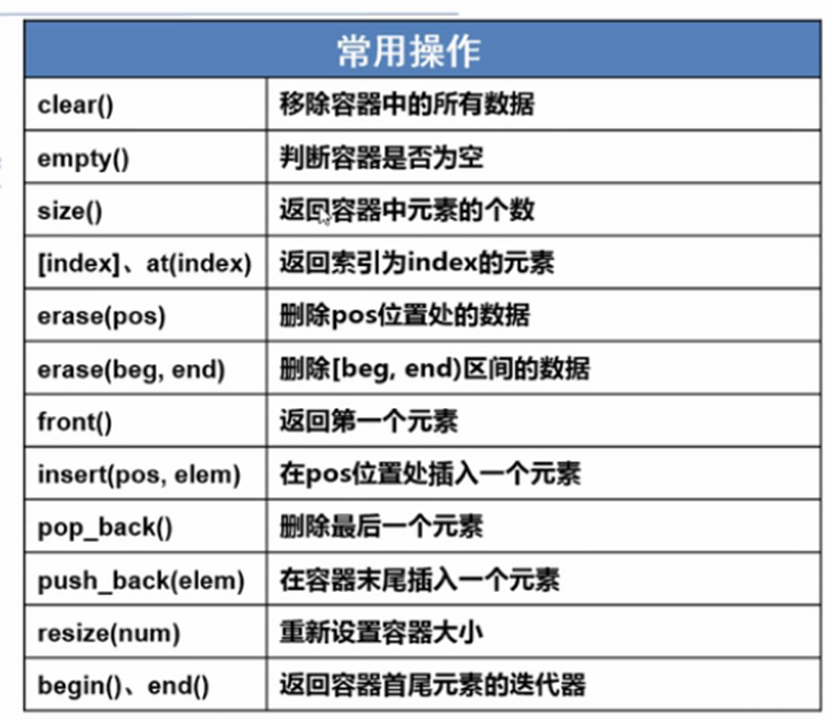 常用操作
clear() 移除容器中的所有数据
empty() 判断容器是否为空
size() 返回容器中元素的个数
[index]、at(index) 返回索引为index的元素
erase(pos) 删除pos位置处的数据
erase(beg, end) 删除[beg, end)区间的数据
front() 返回第一个元素
insert(pos, elem) 在pos位置处插入一个元素
pop_back() 删除最后一个元素
push_back(elem) 在容器末尾插入一个元素
resize(num) 重新设置容器大小
begin()、end() 返回容器首尾元素的迭代器